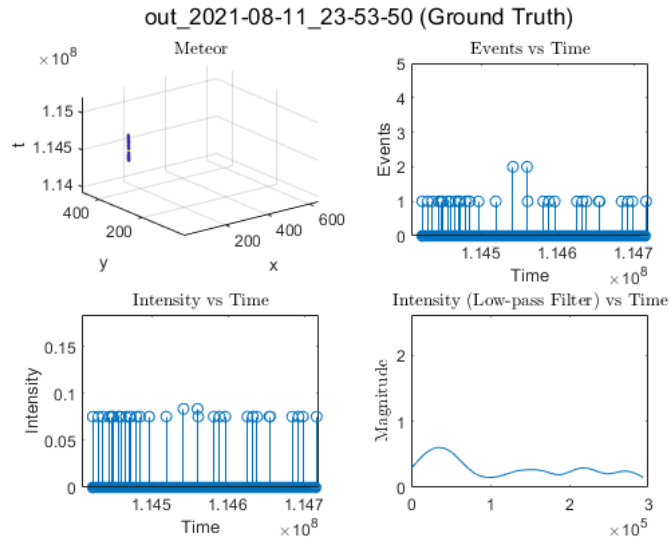 out_2021-08-11_23-53-50 (Ground Truth)
Meteor
×10^8
1.15
1.145
1.14
t
400
200
y
200
400
600
x
Events vs Time
5
4
3
2
1
0
Events
1.145
1.146
1.147
Time
×10^8
Intensity vs Time
0.15
0.1
0.05
0
Intensity
1.145
1.146
1.147
Time
×10^8
Intensity (Low-pass Filter) vs Time
2
1
0
Magnitude
0
1
2
3
×10^5